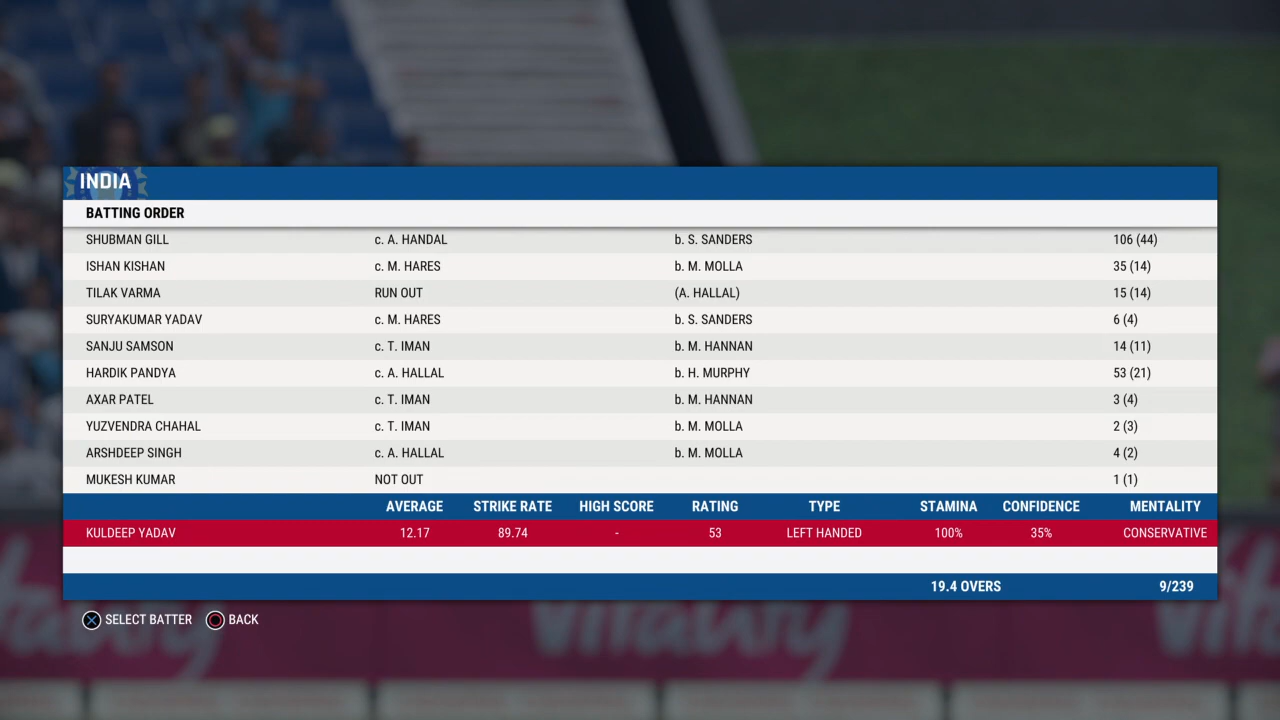 INDIA
BATTING ORDER
SHUBMAN GILL c. A. HANDAL b. S. SANDERS 106 (44)
ISHAN KISHAN c. M. HARES b. M. MOLLA 35 (14)
TILAK VARMA RUN OUT (A. HALLAL) 15 (14)
SURYAKUMAR YADAV c. M. HARES b. S. SANDERS 6 (4)
SANJU SAMSON c. T. IMAN b. M. HANNAN 14 (11)
HARDIK PANDYA c. A. HALLAL b. H. MURPHY 53 (21)
AXAR PATEL c. T. IMAN b. M. HANNAN 3 (4)
YUZVENDRA CHAHAL c. T. IMAN b. M. MOLLA 2 (3)
ARSHDEEP SINGH c. A. HALLAL b. M. MOLLA 4 (2)
MUKESH KUMAR NOT OUT 1 (1)
AVERAGE STRIKE RATE HIGH SCORE RATING TYPE STAMINA CONFIDENCE MENTALITY
KULDEEP YADAV 12.17 89.74 - 53 LEFT HANDED 100% 35% CONSERVATIVE
19.4 OVERS 9/239
SELECT BATTER BACK
Vitality